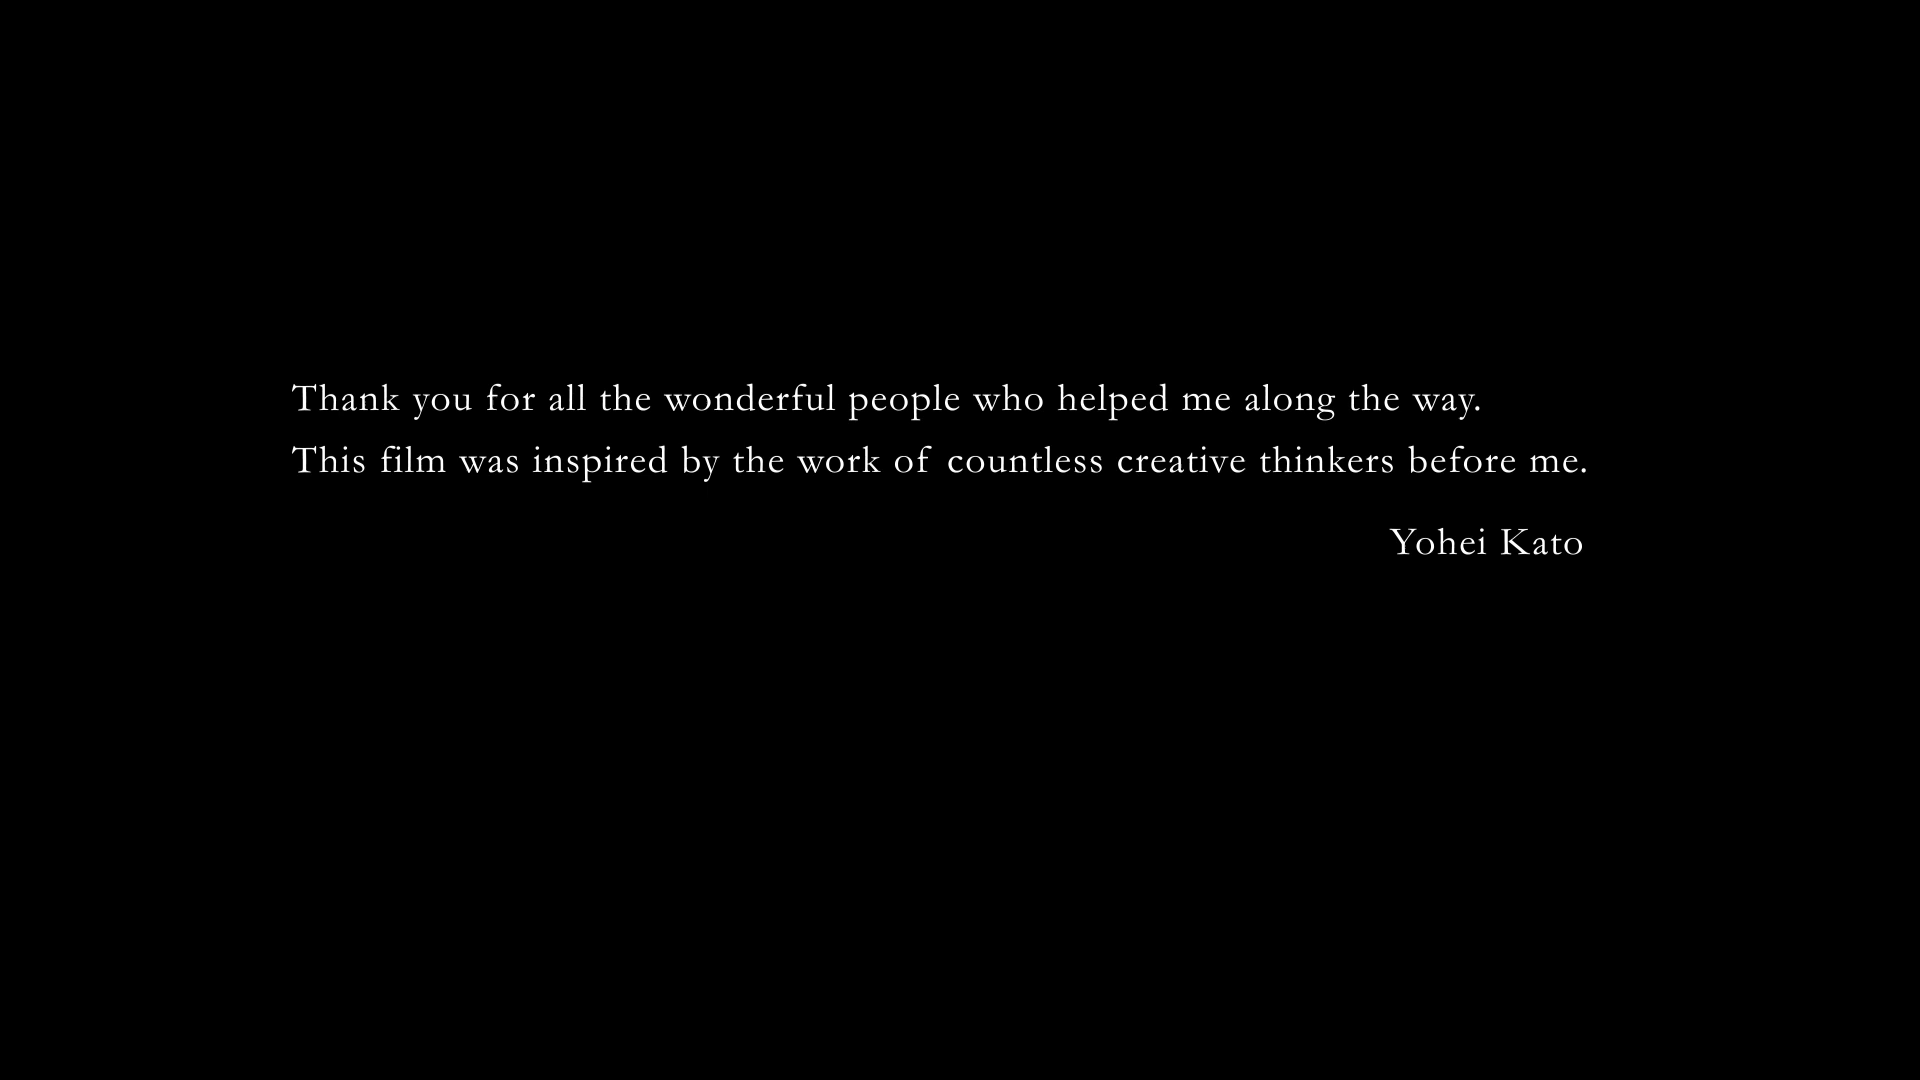 Thank you for all the wonderful people who helped me along the way.
This film was inspired by the work of countless creative thinkers before me.
Yohei Kato